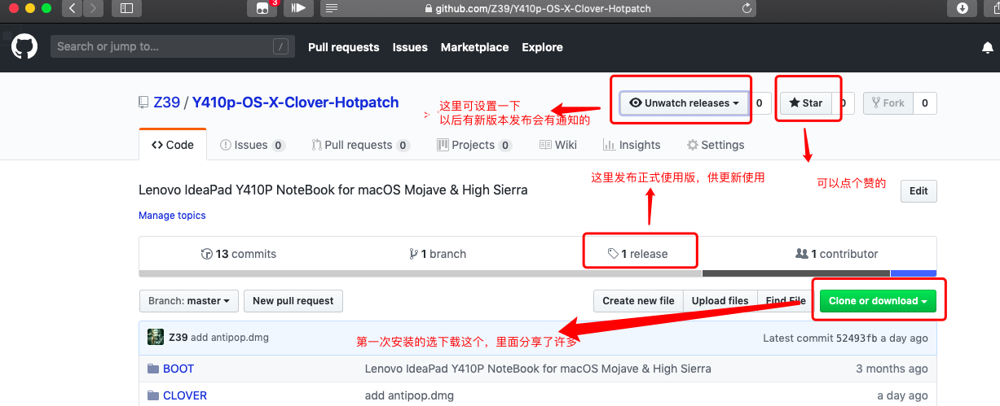 3
github.com/Z39/Y410p-OS-X-Clover-Hotpatch
Search or jump to...
/
Pull requests Issues Marketplace Explore
Z39 / Y410p-OS-X-Clover-Hotpatch
这里可设置一下
以后有新版本发布会有通知的
Unwatch releases 0
Star 0
Fork 0
Code Issues 0 Pull requests 0 Projects 0 Wiki Insights Settings
这里发布正式使用版，供更新使用
可以点个赞的
Lenovo IdeaPad Y410P NoteBook for macOS Mojave & High Sierra
Edit
Manage topics
13 commits 1 branch 1 release 1 contributor
Branch: master New pull request Create new file Upload files Find File Clone or download
Z39 add antipop.dmg
第一次安装的选下载这个，里面分享了许多
Latest commit 52493fb a day ago
BOOT Lenovo IdeaPad Y410P NoteBook for macOS Mojave & High Sierra 3 months ago
CLOVER add antipop.dmg a day ago